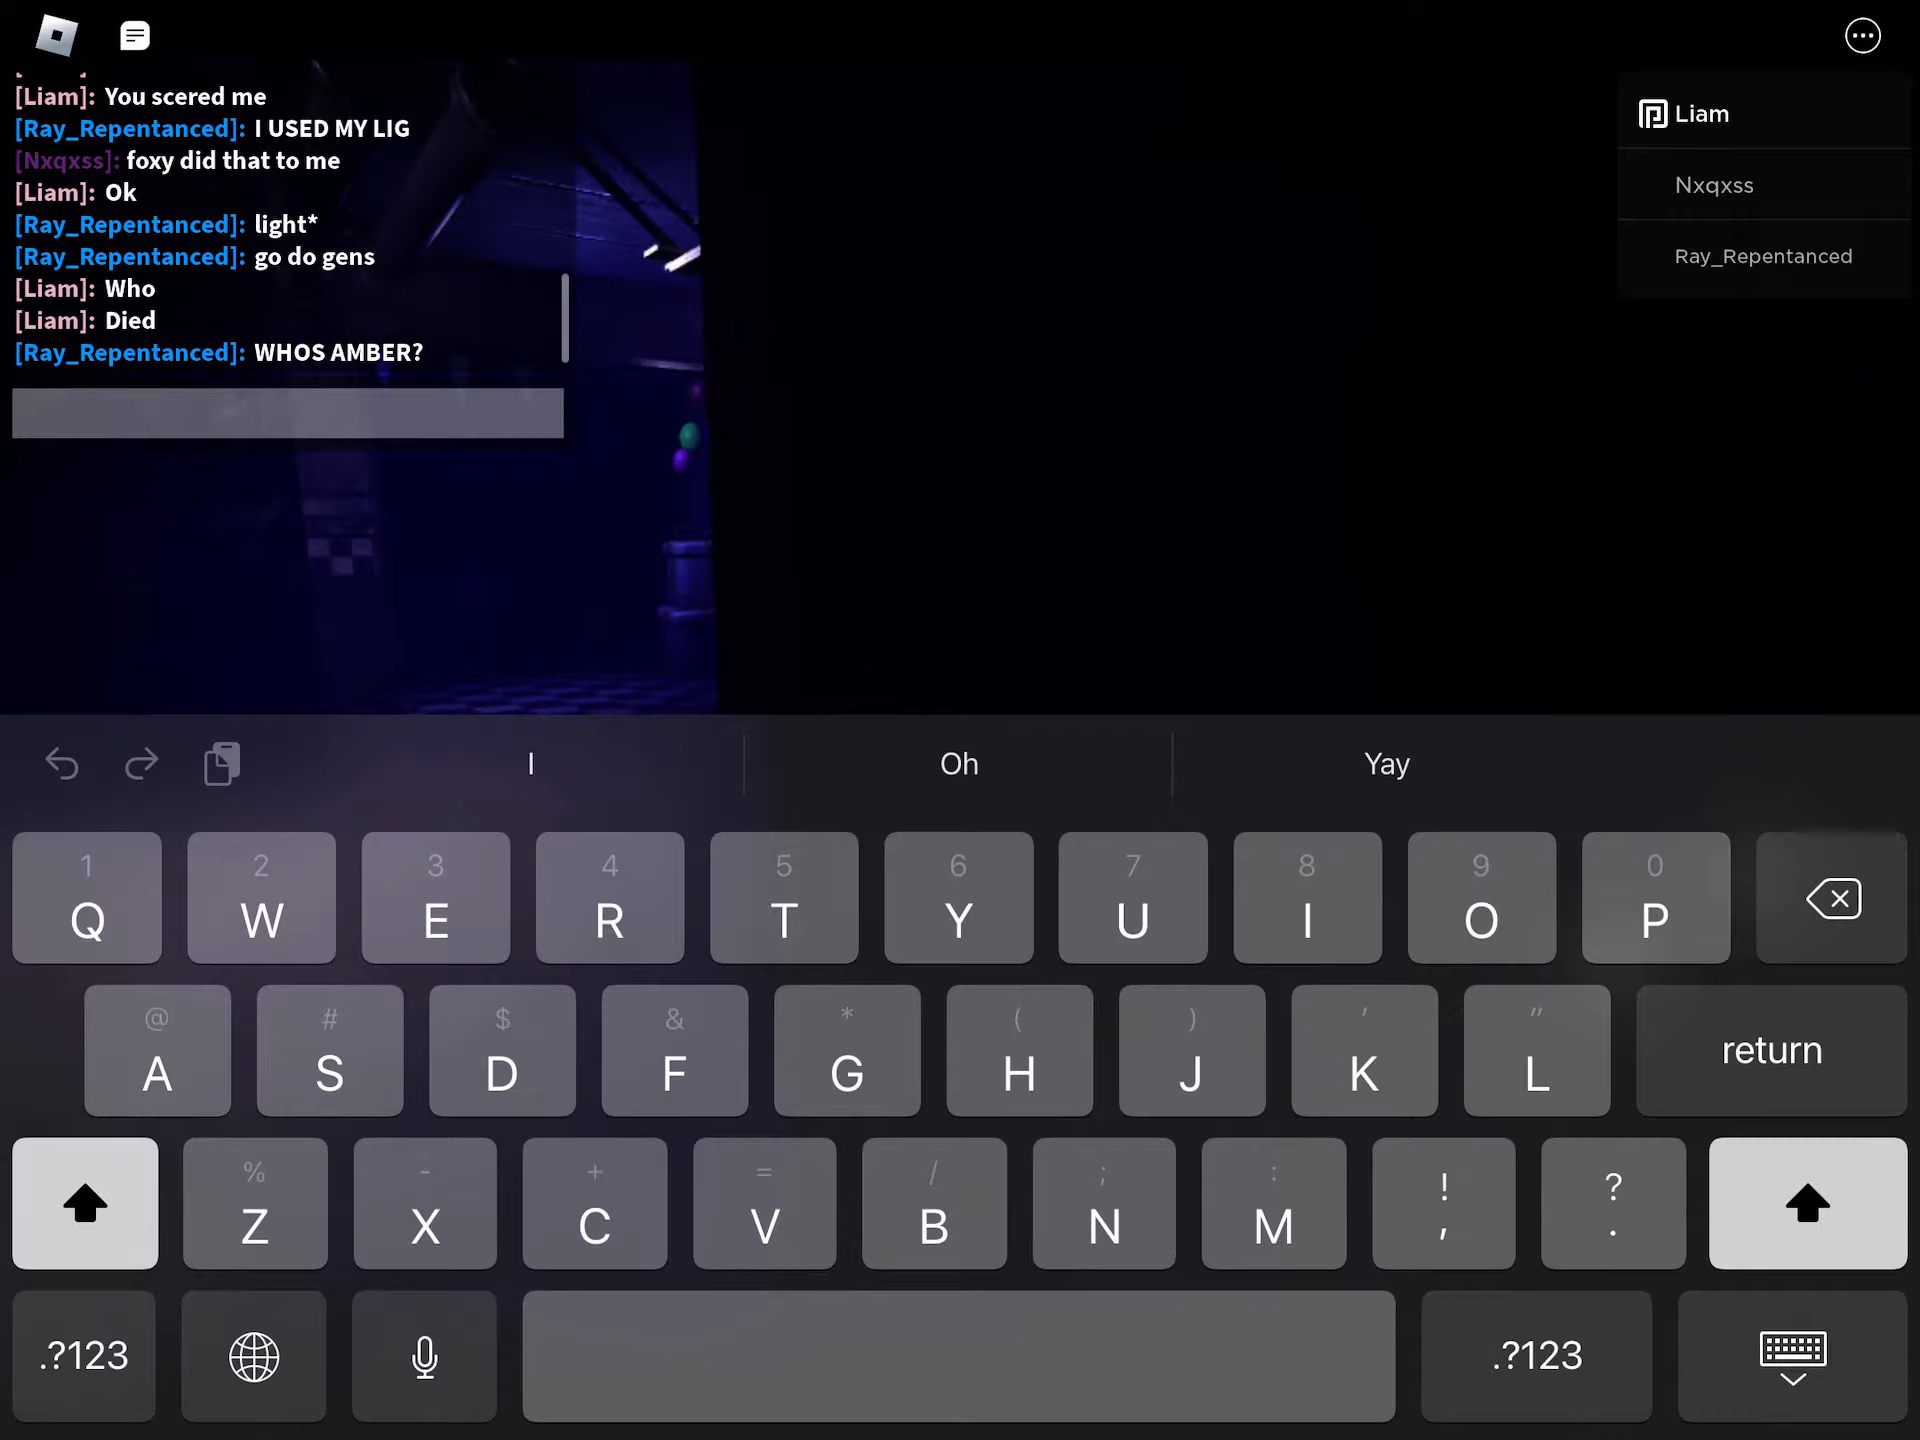 [Liam]: You scered me
[Ray_Repentanced]: I USED MY LIG
[Nxqxss]: foxy did that to me
[Liam]: Ok
[Ray_Repentanced]: light*
[Ray_Repentanced]: go do gens
[Liam]: Who
[Liam]: Died
[Ray_Repentanced]: WHOS AMBER?
Liam
Nxqxss
Ray_Repentanced
I Oh Yay
1 2 3 4 5 6 7 8 9 0
Q W E R T Y U I O P
@ # $ & * ( ) ' "
A S D F G H J K L return
% - + = / ; : ! ?
Z X C V B N M , .
.?123 .?123